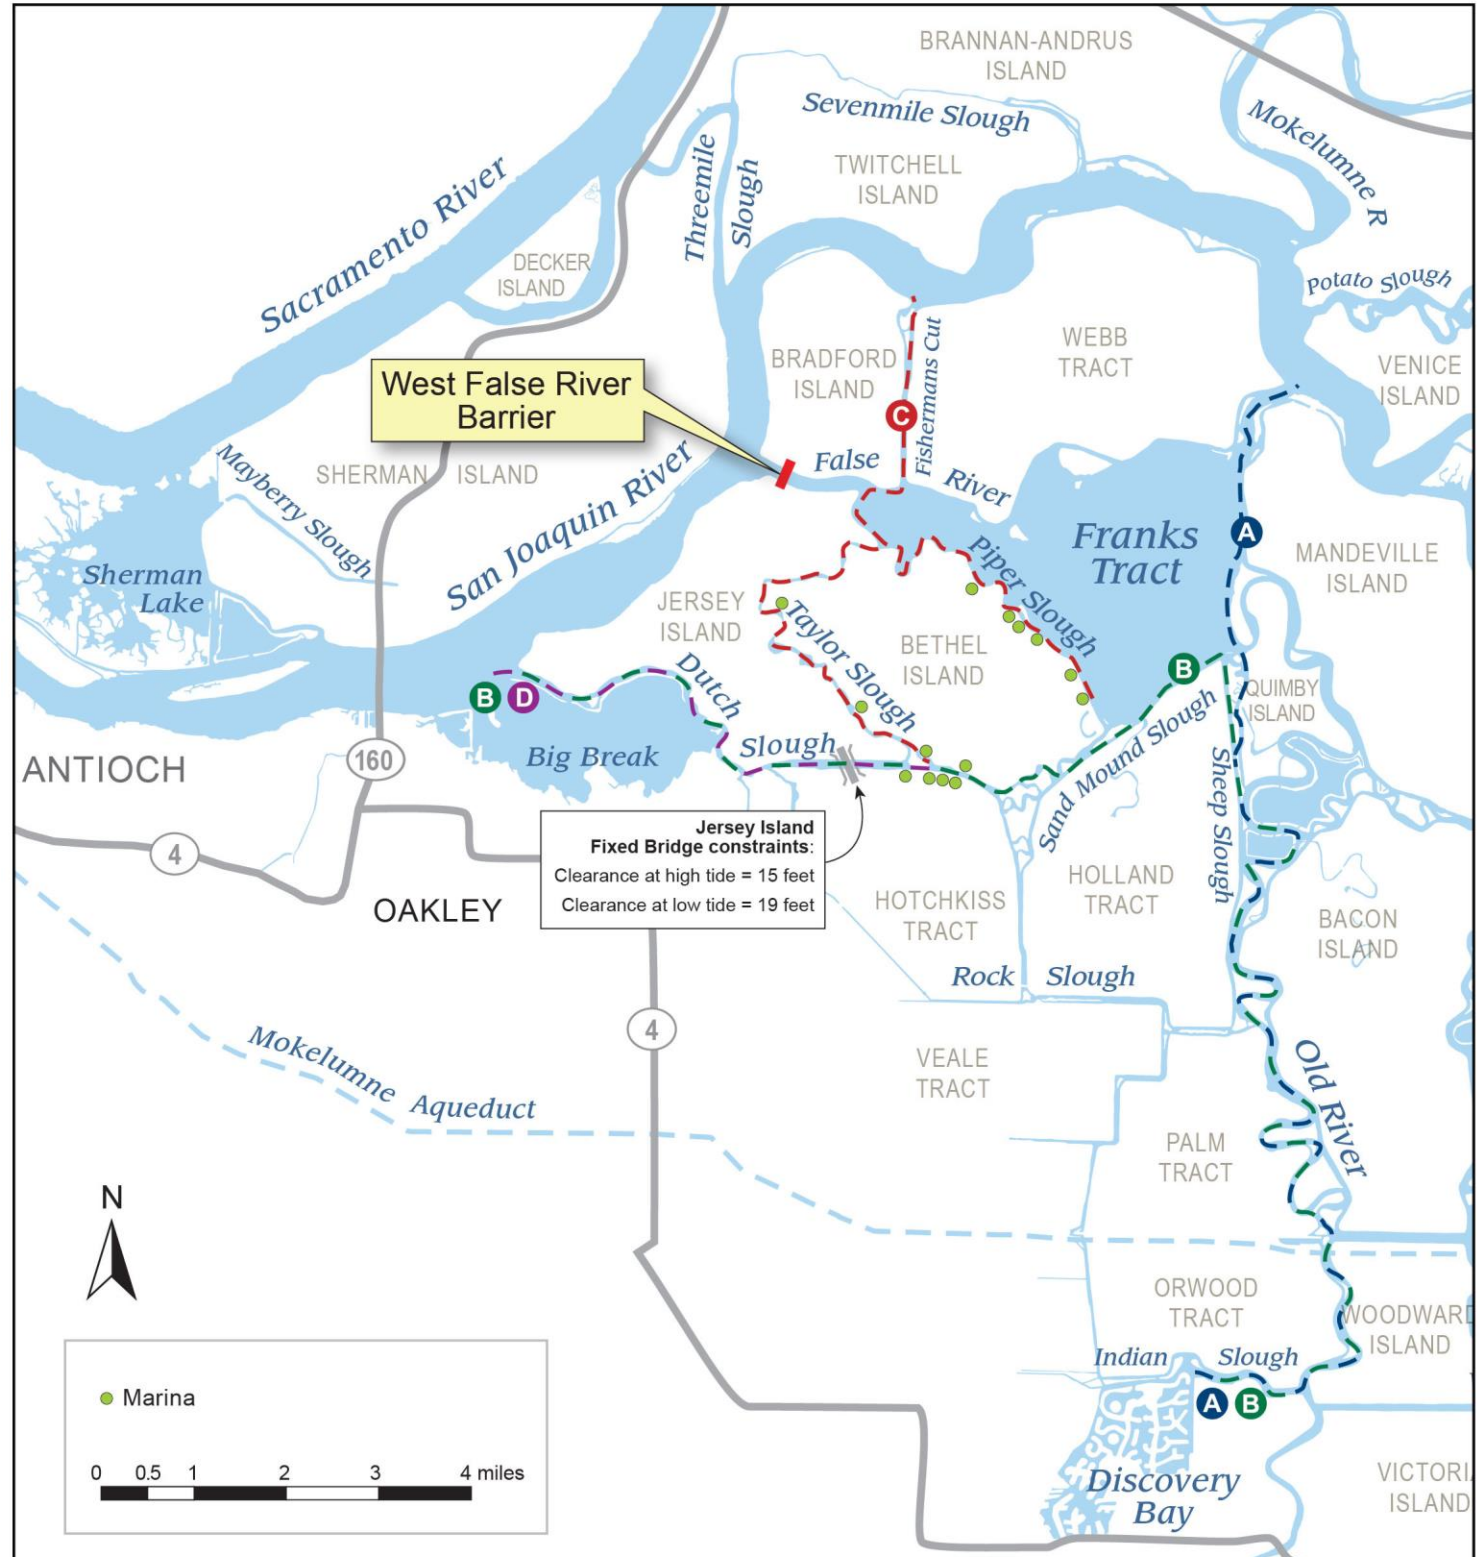 BRANNAN-ANDRUS
ISLAND
Sevenmile Slough
Mokelumne R
TWITCHELL
ISLAND
Threemile
Slough
Sacramento River
DECKER
ISLAND
Potato Slough
Fishermans Cut
WEBB
TRACT
BRADFORD
ISLAND
VENICE
ISLAND
West False River
Barrier
C
False
River
SHERMAN ISLAND
Mayberry Slough
San Joaquin River
Franks
Tract
A
MANDEVILLE
ISLAND
Sherman
Lake
Piper Slough
JERSEY
ISLAND
Taylor Slough
BETHEL
ISLAND
Dutch
Slough
B
B
D
QUIMBY
ISLAND
Sand Mound Slough
Sheep Slough
Big Break
ANTIOCH
160
4
Jersey Island
Fixed Bridge constraints:
Clearance at high tide = 15 feet
Clearance at low tide = 19 feet
OAKLEY
HOTCHKISS
TRACT
HOLLAND
TRACT
BACON
ISLAND
Rock Slough
4
Mokelumne Aqueduct
VEALE
TRACT
Old River
PALM
TRACT
N
ORWOOD
TRACT
WOODWARD
ISLAND
Indian Slough
A
B
Marina
0 0.5 1 2 3 4 miles
Discovery
Bay
VICTORI
ISLAND